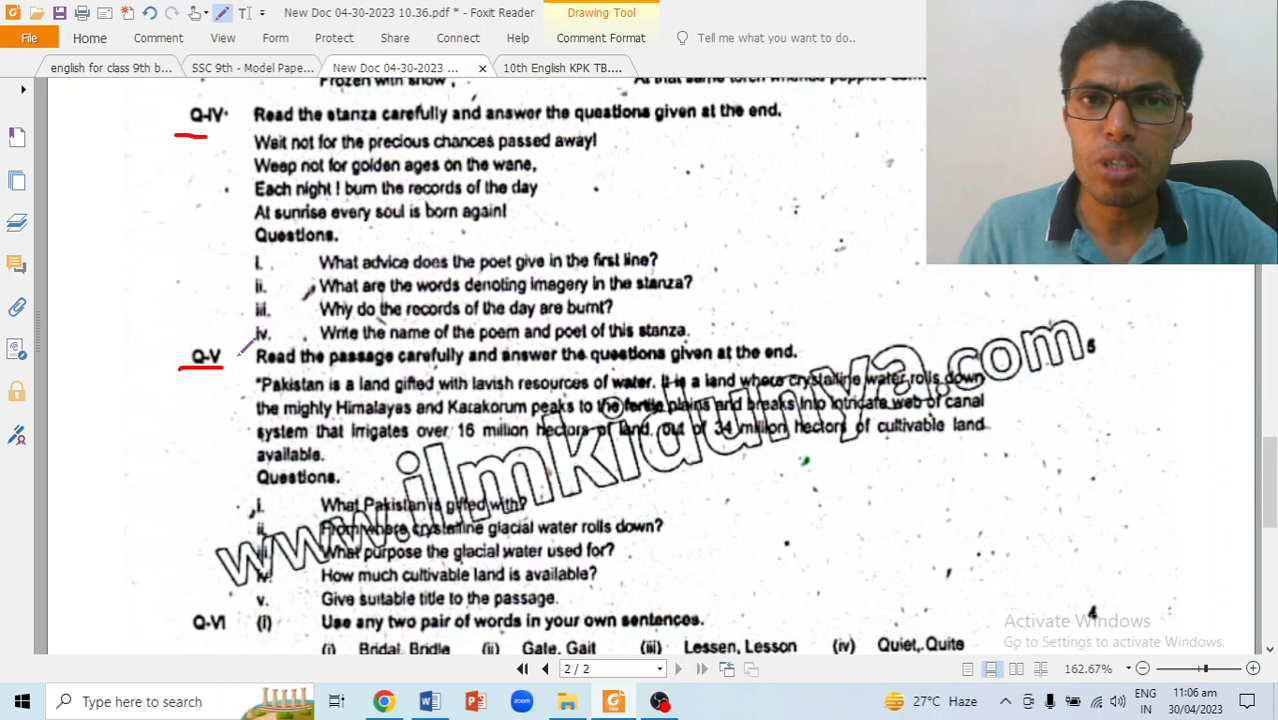 New Doc 04-30-2023 10.36.pdf * - Foxit Reader
Drawing Tool
File Home Comment View Form Protect Share Connect Help Comment Format Tell me what you want to do..
english for class 9th b... SSC 9th - Model Pape... New Doc 04-30-2023 ... 10th English KPK TB....
Frozen with snow ,
Q-IV· Read the stanza carefully and answer the questions given at the end.
Wait not for the precious chances passed away!
Weep not for golden ages on the wane,
Each night I burn the records of the day
At sunrise every soul is born again!
Questions.
i. What advice does the poet give in the first line?
ii. What are the words denoting imagery in the stanza?
iii. Why do the records of the day are burnt?
iv. Write the name of the poem and poet of this stanza.
5
Q-V Read the passage carefully and answer the questions given at the end.
"Pakistan is a land gifted with lavish resources of water. It is a land where crystalline water rolls down
the mighty Himalayas and Karakorum peaks to the fertile plains and breaks into intricate web of canal
system that irrigates over 16 million hectors of land, out of 34 million hectors of cultivable land
available.
Questions.
i. What Pakistan is gifted with?
ii. From where crystalline glacial water rolls down?
iii. What purpose the glacial water used for?
iv. How much cultivable land is available?
v. Give suitable title to the passage.
4
Q-VI (i) Use any two pair of words in your own sentences.
(i) Bridal, Bridle (ii) Gate, Gait (iii) Lessen, Lesson (iv) Quiet, Quite
www.ilmkidunya.com
Activate Windows
Go to Settings to activate Windows.
2 / 2
162.67%
Type here to search
27°C Haze
ENG
IN
11:06 am
30/04/2023